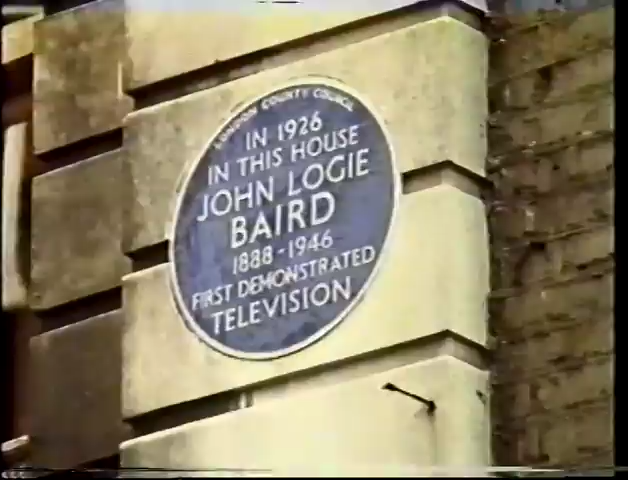 LONDON COUNTY COUNCIL
IN 1926
IN THIS HOUSE
JOHN LOGIE
BAIRD
1888-1946
FIRST DEMONSTRATED
TELEVISION